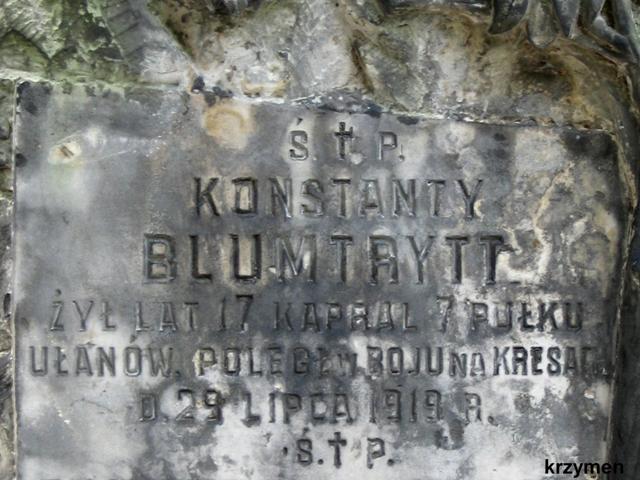 Ś. † P.
KONSTANTY
BLUMTRYTT
ŻYŁ LAT 17 KAPRAL 7 PUŁKU
UŁANÓW. POLEGŁ W BOJU NA KRESACH
D. 29 LIPCA 1919 R.
Ś. † P.
krzymen